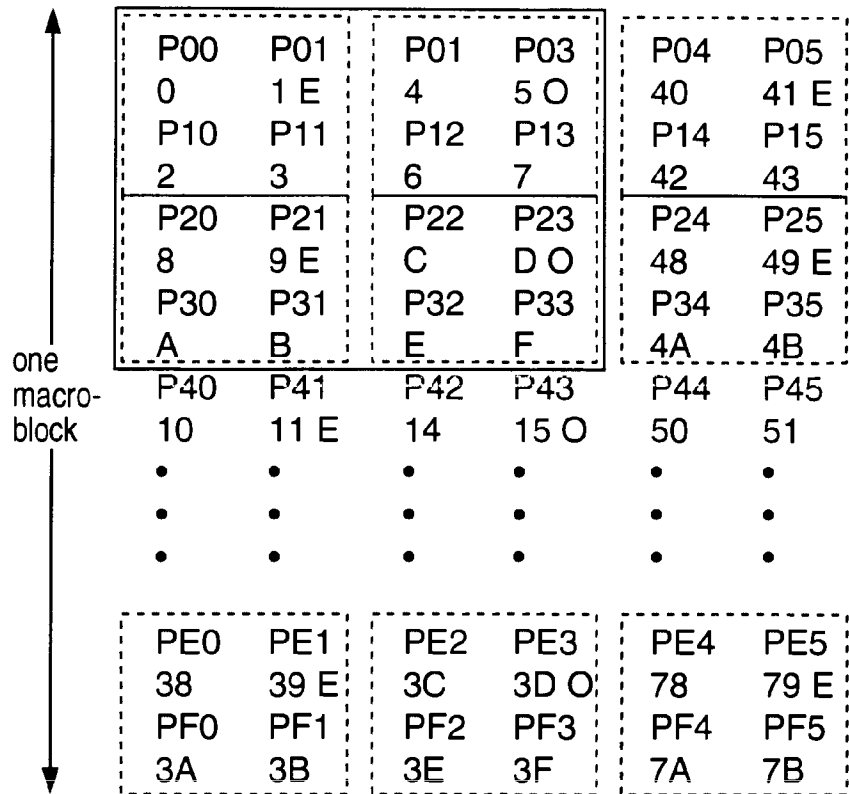 P00 P01 P01 P03 P04 P05
0 1 E 4 5 O 40 41 E
P10 P11 P12 P13 P14 P15
2 3 6 7 42 43
P20 P21 P22 P23 P24 P25
8 9 E C D O 48 49 E
P30 P31 P32 P33 P34 P35
A B E F 4A 4B
one
macro-
block
P40 P41 P42 P43 P44 P45
10 11 E 14 15 O 50 51
PE0 PE1 PE2 PE3 PE4 PE5
38 39 E 3C 3D O 78 79 E
PF0 PF1 PF2 PF3 PF4 PF5
3A 3B 3E 3F 7A 7B